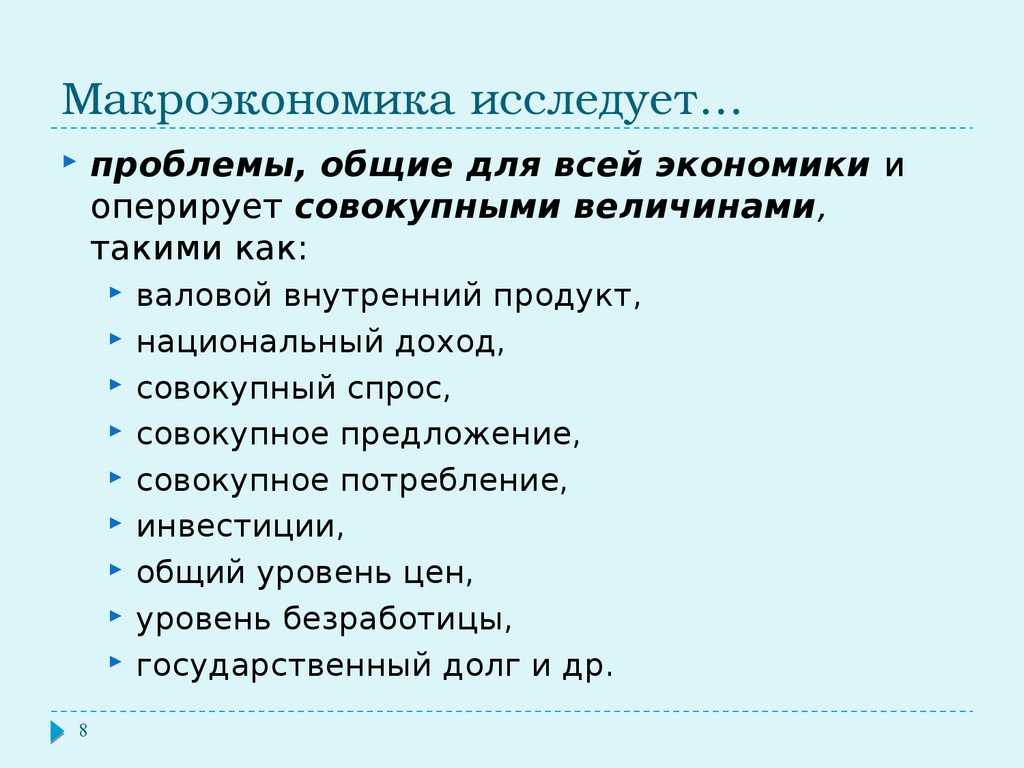 Макроэкономика исследует...
проблемы, общие для всей экономики и
оперирует совокупными величинами,
такими как:
валовой внутренний продукт,
национальный доход,
совокупный спрос,
совокупное предложение,
совокупное потребление,
инвестиции,
общий уровень цен,
уровень безработицы,
государственный долг и др.
8